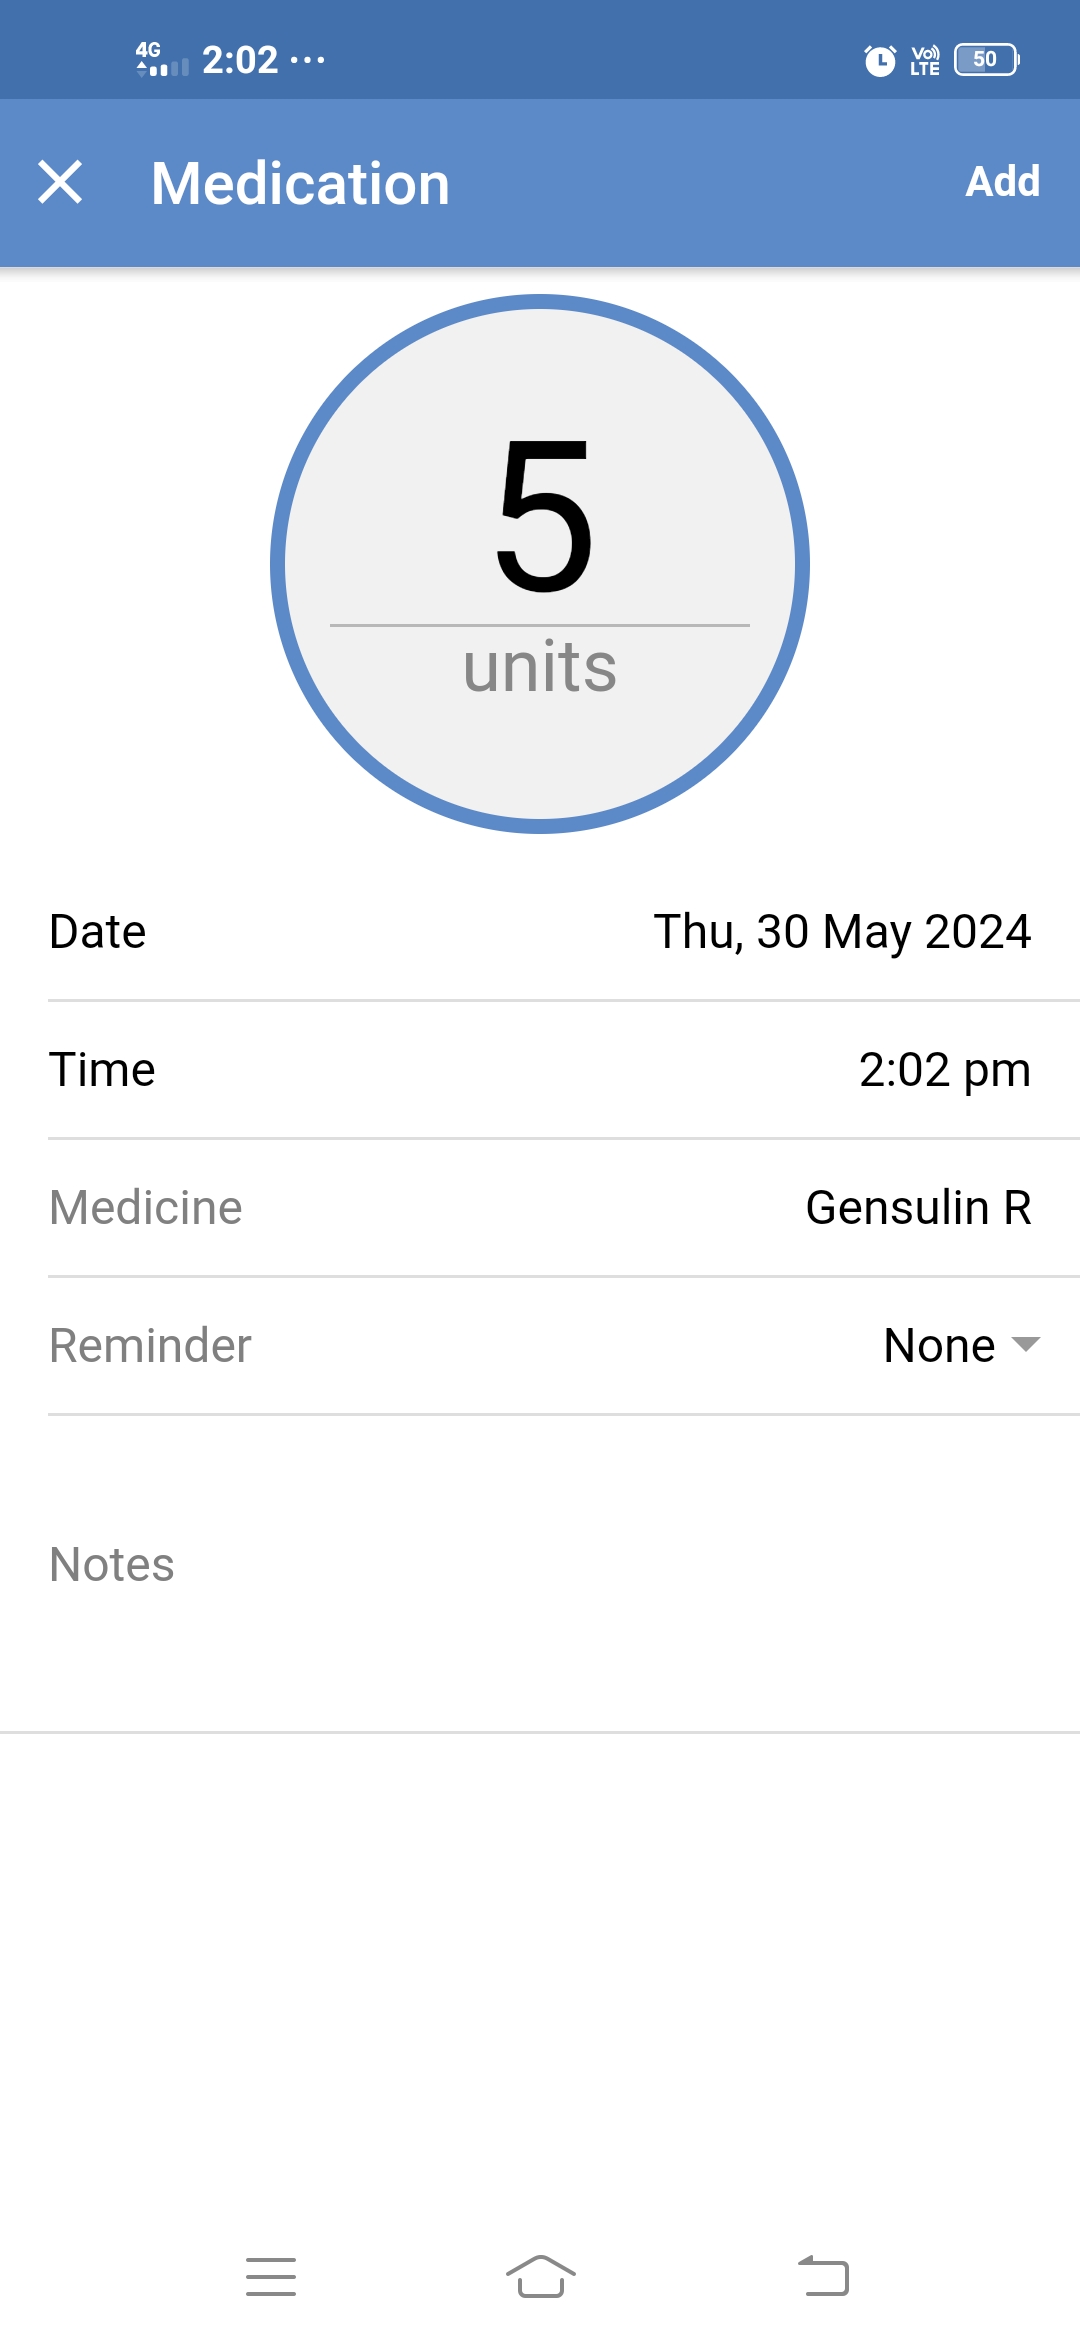 4G 2:02 ... Vo) LTE 50
Medication Add
5
units
Date Thu, 30 May 2024
Time 2:02 pm
Medicine Gensulin R
Reminder None
Notes